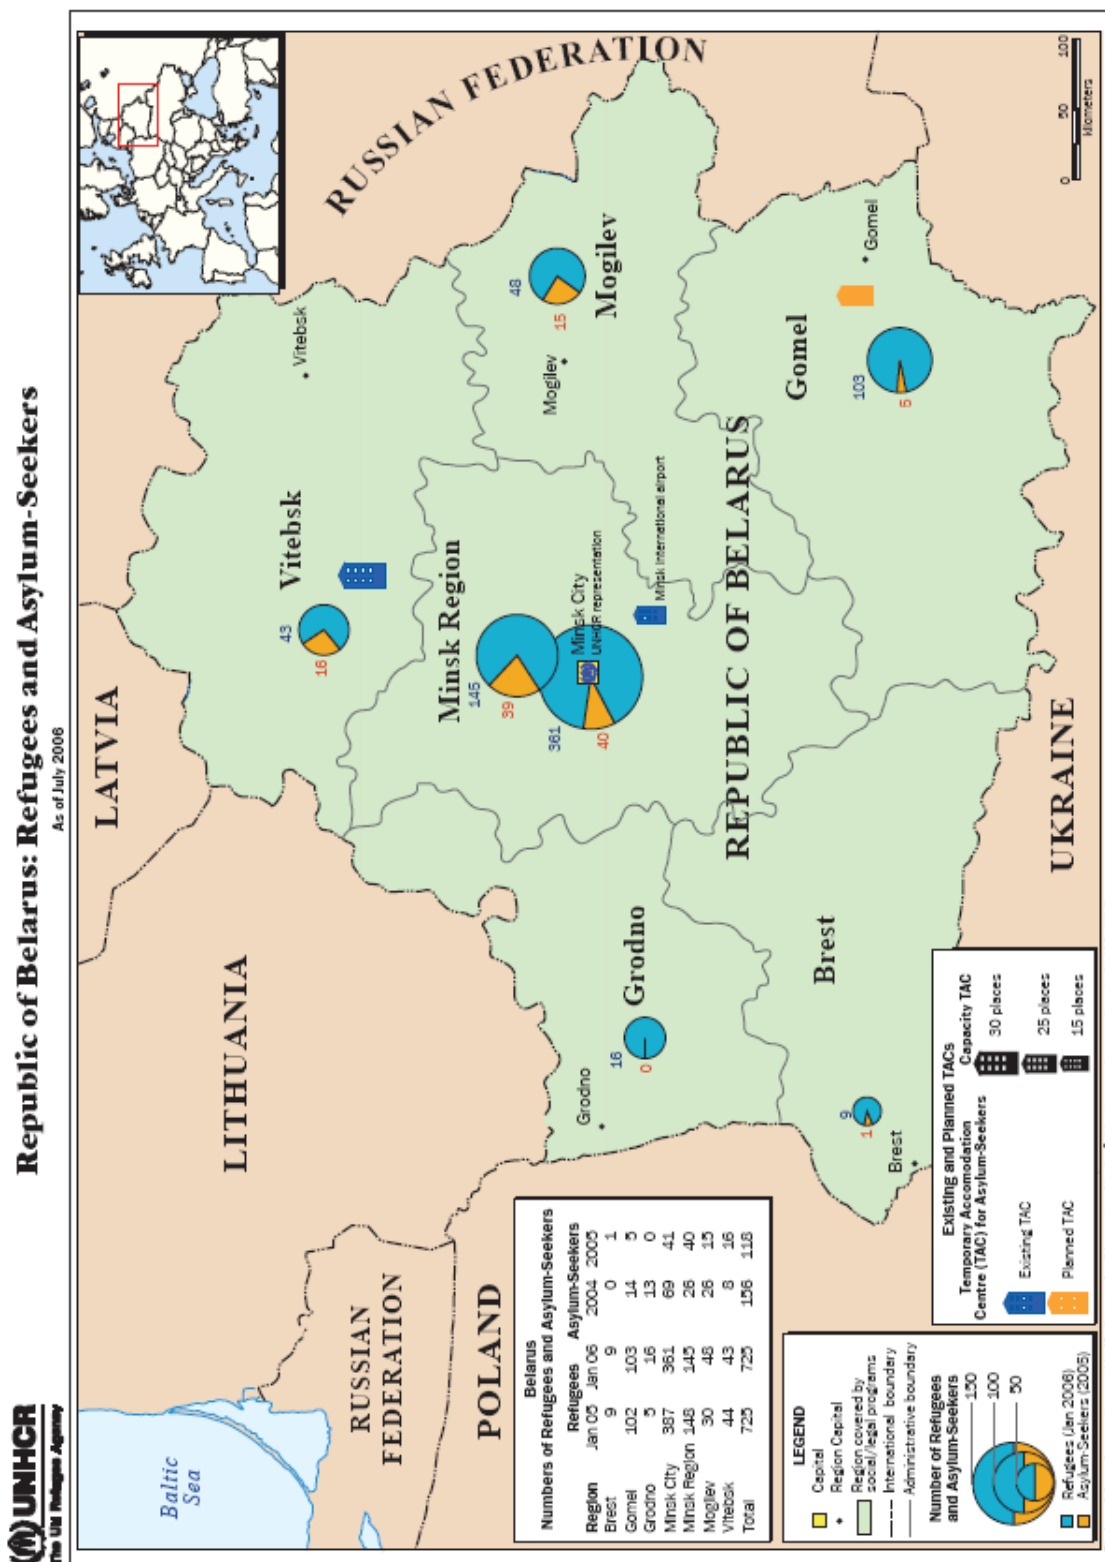 Republic of Belarus: Refugees and Asylum-Seekers
As of July 2006
UNHCR
The UN Refugee Agency
LATVIA
LITHUANIA
RUSSIAN FEDERATION
RUSSIAN
FEDERATION
POLAND
UKRAINE
REPUBLIC OF BELARUS
Baltic
Sea
Vitebsk
Vitebsk
43
16
Minsk Region
145
39
361
40
Minsk City
UNHCR representation
Minsk International airport
Mogilev
Mogilev
48
15
Gomel
Gomel
103
5
Grodno
Grodno
16
0
Brest
Brest
9
1
0 50 100
kilometers
Belarus
Numbers of Refugees and Asylum-Seekers
Refugees Asylum-Seekers
Region Jan 05 Jan 06 2004 2005
Brest 9 9 0 1
Gomel 102 103 14 5
Grodno 5 16 13 0
Minsk City 387 361 69 41
Minsk Region 148 145 26 40
Mogilev 30 48 26 15
Vitebsk 44 43 8 16
Total 725 725 156 118
LEGEND
Capital
Region Capital
Region covered by
social/legal programs
International boundary
Administrative boundary
Number of Refugees
and Asylum-Seekers
150
100
50
Refugees (Jan 2006)
Asylum-Seekers (2005)
Existing and Planned TACs
Temporary Accomodation
Centre (TAC) for Asylum-Seekers
Capacity TAC
Existing TAC
Planned TAC
30 places
25 places
15 places